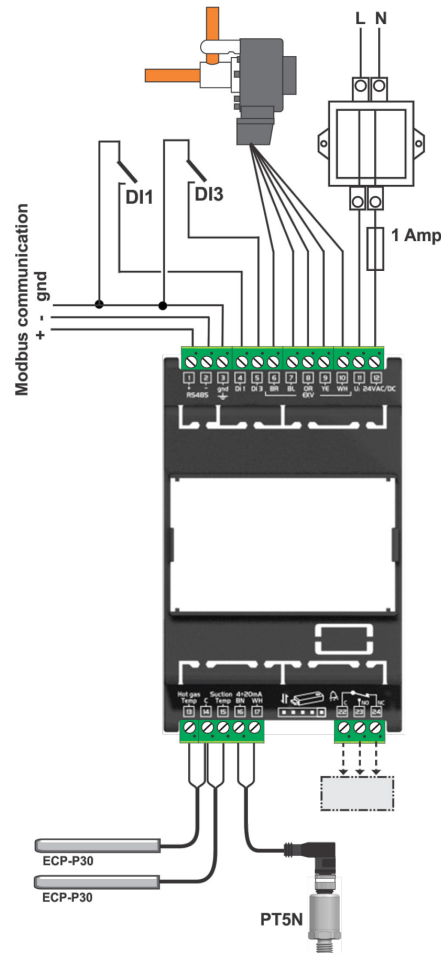 L N
DI1
DI3
1 Amp
Modbus communication
+ - gnd
1 2 3 4 5 6 7 8 9 10 11 12
+ - gnd DI 1 DI 3 BR BL OR YE WH U: 24VAC/DC
RS485 EXV
Hot gas Suction 4÷20mA
Temp C Temp BN WH C NO NC
13 14 15 16 17 22 23 24
ECP-P30
ECP-P30
PT5N